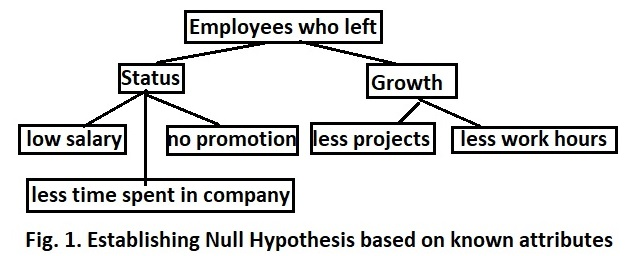 Employees who left
Status
Growth
low salary
no promotion
less projects
less work hours
less time spent in company
Fig. 1. Establishing Null Hypothesis based on known attributes